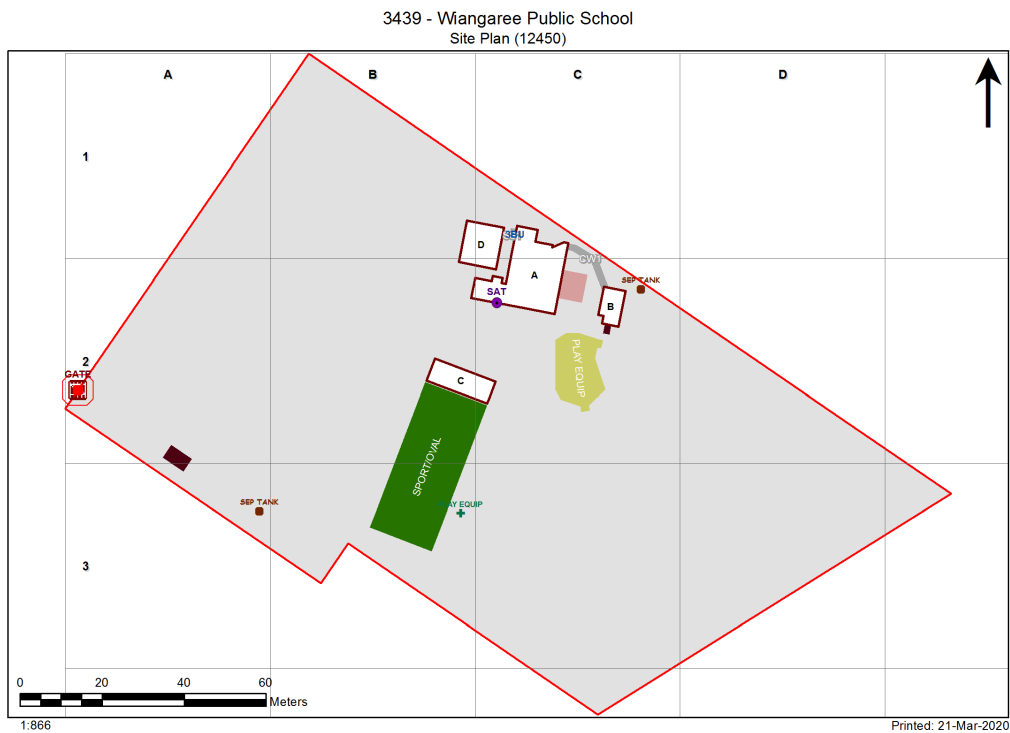 3439 - Wiangaree Public School
Site Plan (12450)
A B C D
1
D
3BU
A
CW1
SEP TANK
SAT
B
2
PLAY EQUIP
GATE
C
SPORT/OVAL
SEP TANK
PLAY EQUIP
3
0 20 40 60
Meters
1:866
Printed: 21-Mar-2020